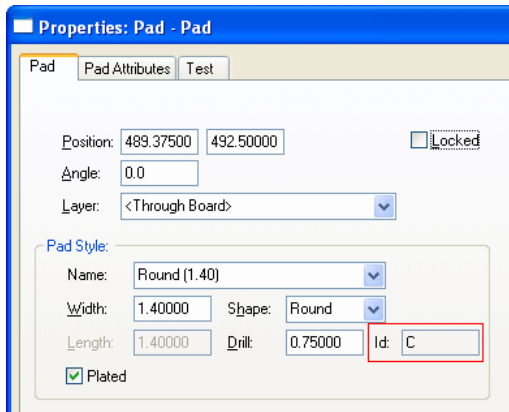 Properties: Pad - Pad
Pad Pad Attributes Test
Position: 489.37500 492.50000 Locked
Angle: 0.0
Layer: <Through Board>
Pad Style:
Name: Round (1.40)
Width: 1.40000 Shape: Round
Length: 1.40000 Drill: 0.75000 Id: C
Plated